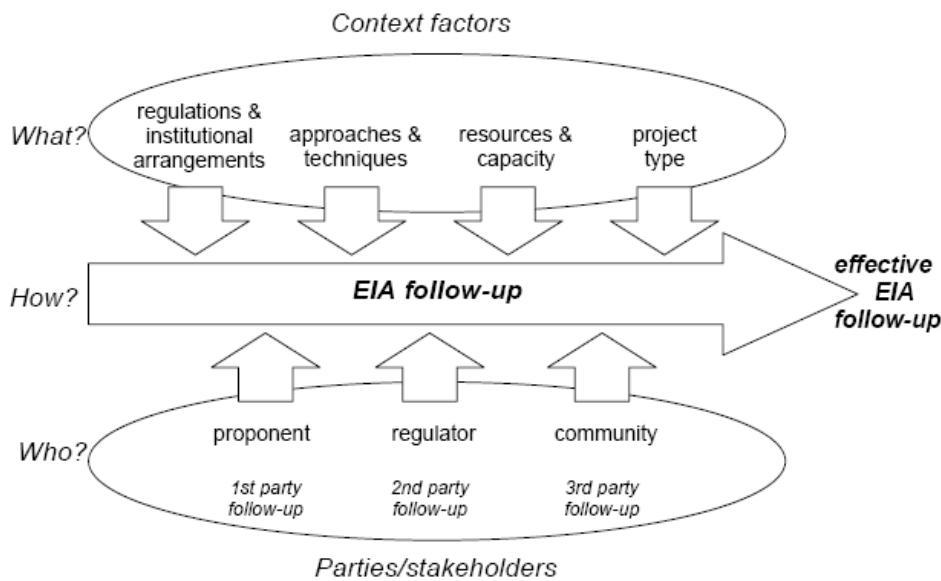 Context factors
What?
regulations &
institutional
arrangements
approaches &
techniques
resources &
capacity
project
type
How?
EIA follow-up
effective
EIA
follow-up
Who?
proponent
regulator
community
1st party
follow-up
2nd party
follow-up
3rd party
follow-up
Parties/stakeholders